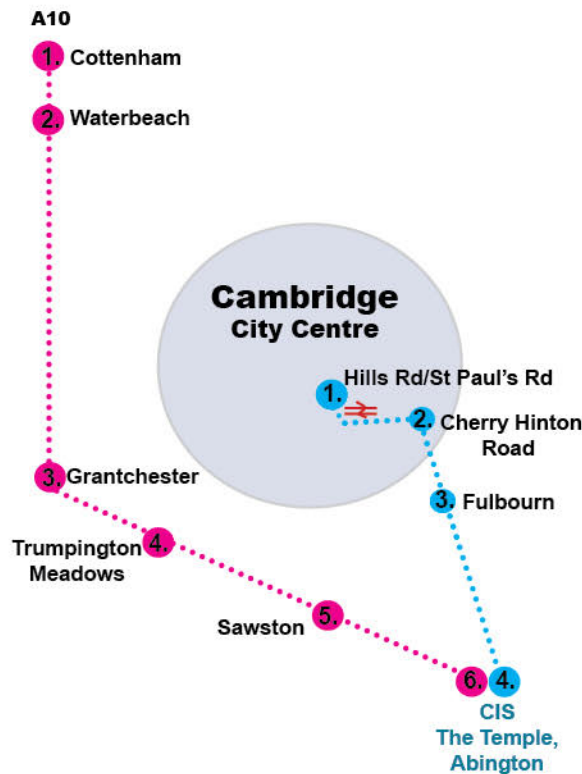 A10
1. Cottenham
2. Waterbeach
Cambridge
City Centre
Hills Rd/St Paul's Rd
1.
2. Cherry Hinton
Road
3. Grantchester
3. Fulbourn
4.
Trumpington
Meadows
5.
Sawston
6. 4.
CIS
The Temple,
Abington